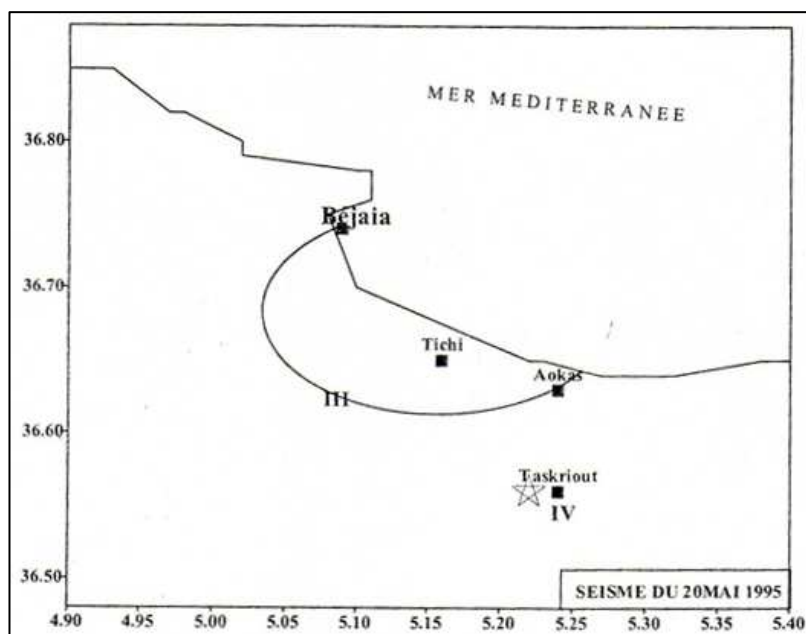 MER MEDITERRANEE
36.80
Béjaia
36.70
Tichi
Aokas
III
36.60
Taskriout
IV
36.50
SEISME DU 20MAI 1995
4.90 4.95 5.00 5.05 5.10 5.15 5.20 5.25 5.30 5.35 5.40